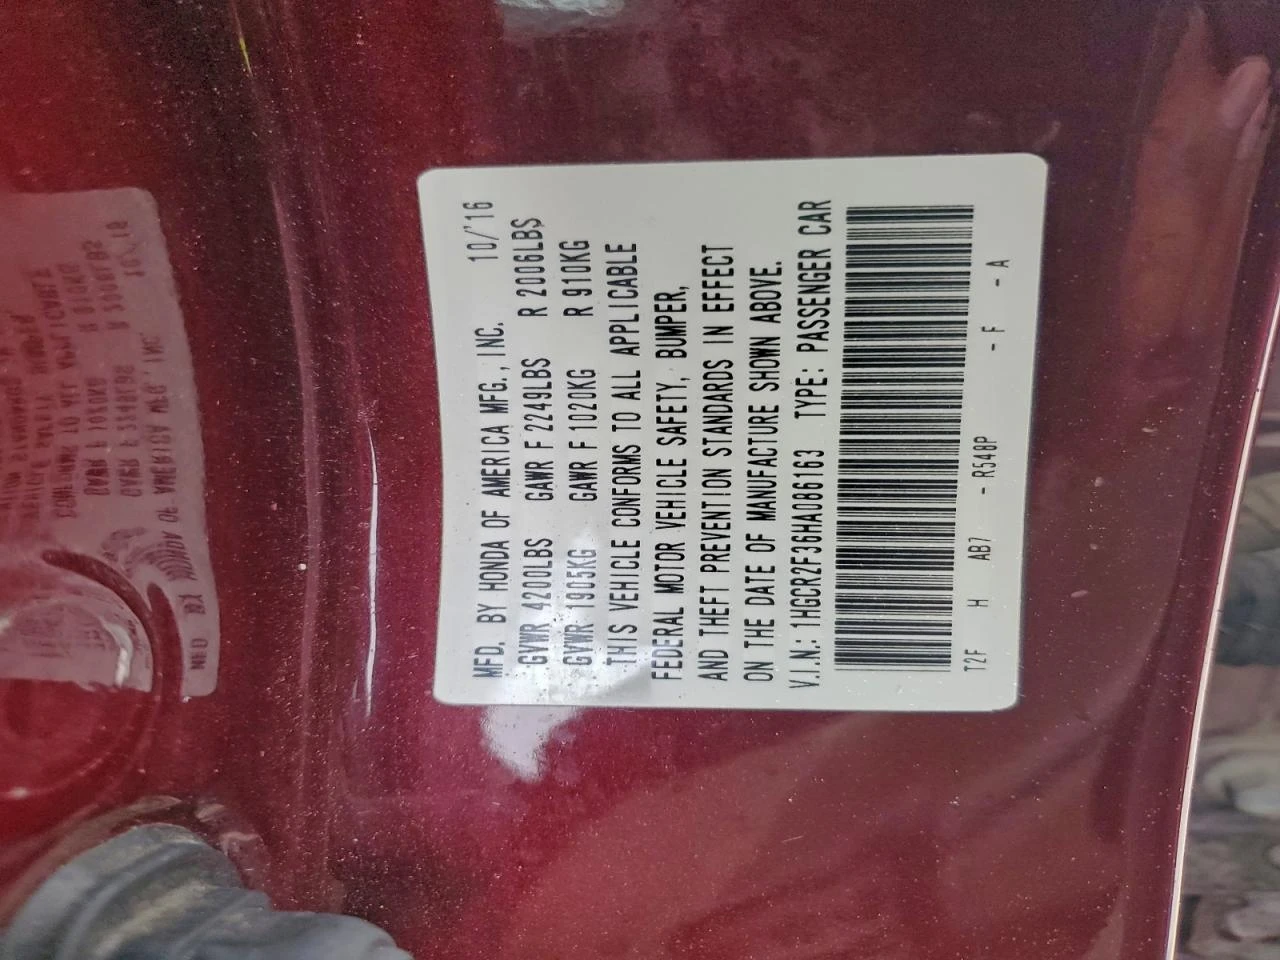 MFD. BY HONDA OF AMERICA MFG., INC. 10/'16
GVWR 4200LBS GAWR F 2249LBS R 2006LBS
GVWR 1905KG GAWR F 1020KG R 910KG
THIS VEHICLE CONFORMS TO ALL APPLICABLE
FEDERAL MOTOR VEHICLE SAFETY, BUMPER,
AND THEFT PREVENTION STANDARDS IN EFFECT
ON THE DATE OF MANUFACTURE SHOWN ABOVE.
V.I.N.: 1HGCR2F36HA086163 TYPE: PASSENGER CAR
T2F H AB7 - R548P - F - A